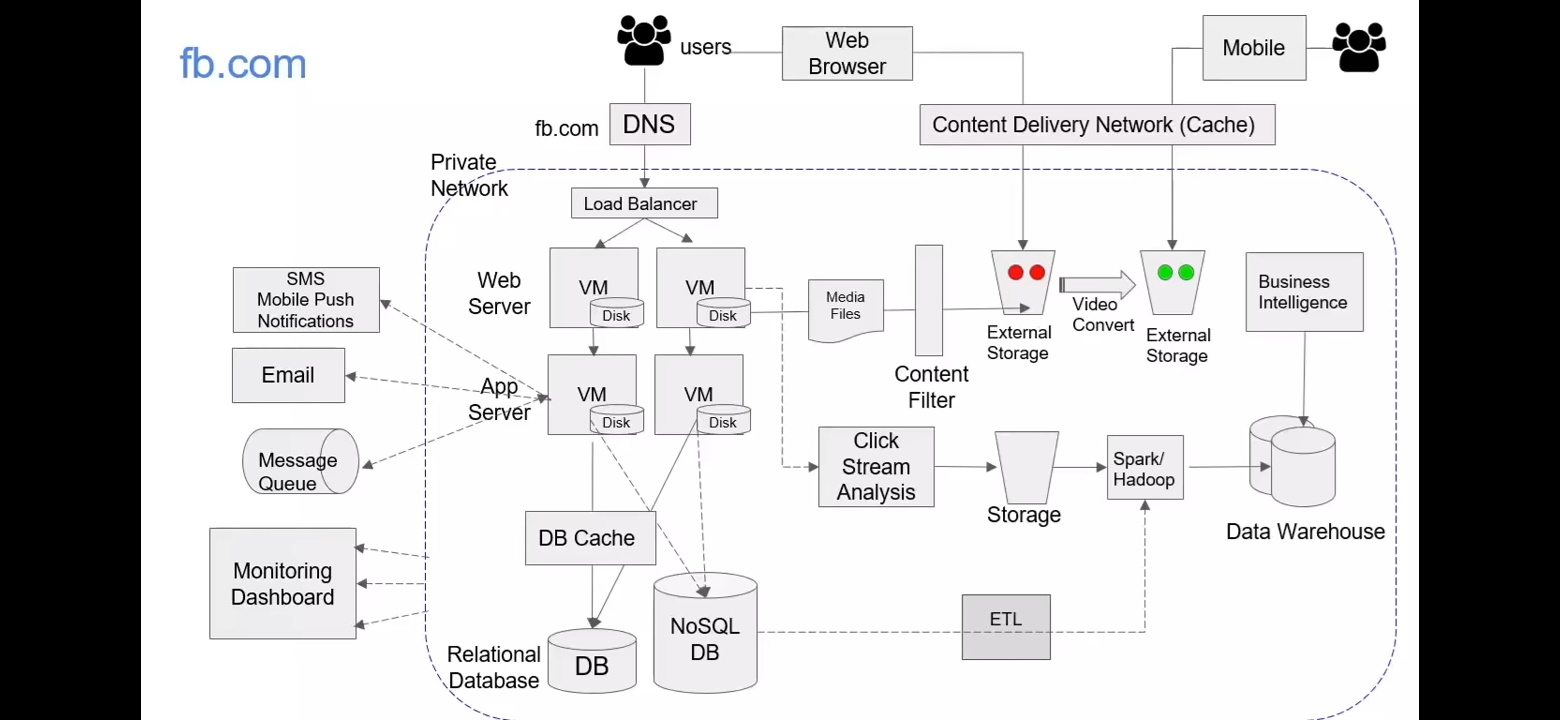 fb.com
users
Web
Browser
Mobile
fb.com
DNS
Content Delivery Network (Cache)
Private
Network
Load Balancer
Web
Server
VM
Disk
VM
Disk
SMS
Mobile Push
Notifications
Media
Files
Content
Filter
External
Storage
Video
Convert
External
Storage
Business
Intelligence
Email
App
Server
VM
Disk
VM
Disk
Message
Queue
Click
Stream
Analysis
Storage
Spark/
Hadoop
Data Warehouse
DB Cache
Monitoring
Dashboard
Relational
Database
DB
NoSQL
DB
ETL